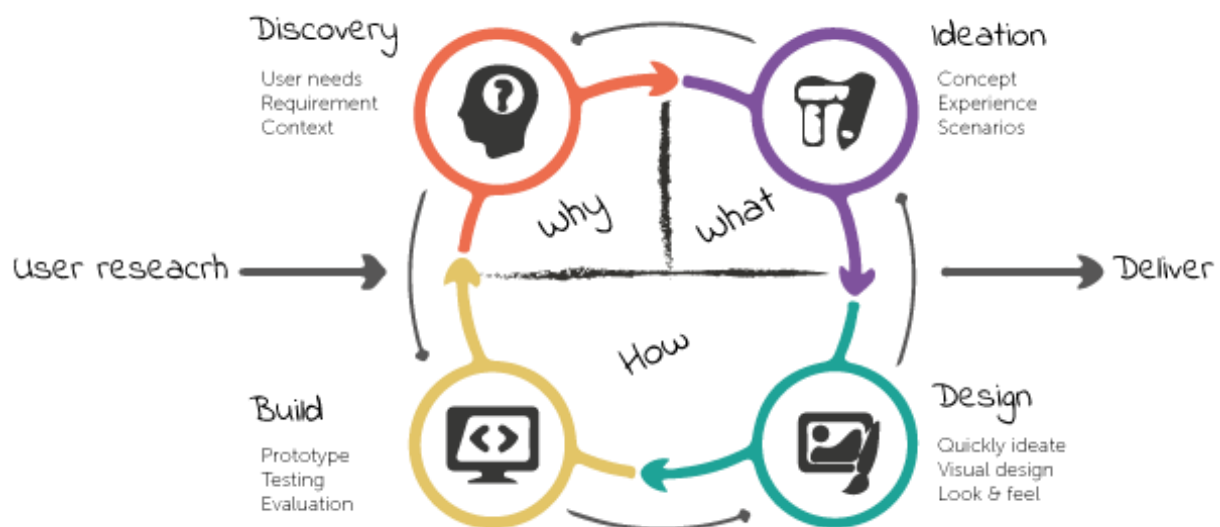 Discovery
User needs
Requirement
Context
Ideation
Concept
Experience
Scenarios
?
Why
What
User reseacrh
Deliver
How
Build
Prototype
Testing
Evaluation
< >
Design
Quickly ideate
Visual design
Look & feel